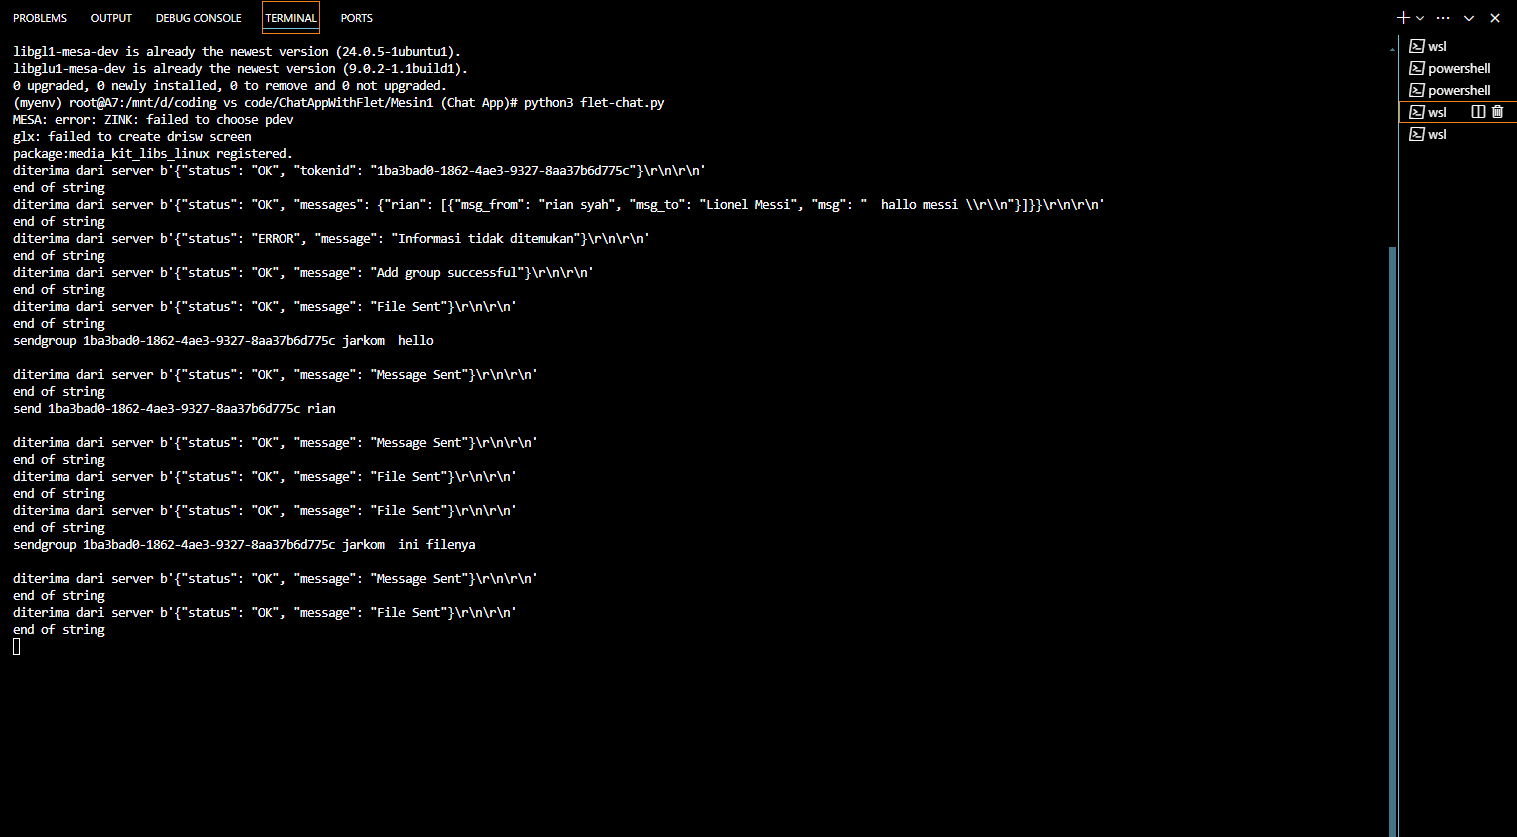 PROBLEMS OUTPUT DEBUG CONSOLE TERMINAL PORTS
libgl1-mesa-dev is already the newest version (24.0.5-1ubuntu1).
libglu1-mesa-dev is already the newest version (9.0.2-1.1build1).
0 upgraded, 0 newly installed, 0 to remove and 0 not upgraded.
(myenv) root@A7:/mnt/d/coding vs code/ChatAppWithFlet/Mesin1 (Chat App)# python3 flet-chat.py
MESA: error: ZINK: failed to choose pdev
glx: failed to create drisw screen
package:media_kit_libs_linux registered.
diterima dari server b'{"status": "OK", "tokenid": "1ba3bad0-1862-4ae3-9327-8aa37b6d775c"}\r\n\r\n'
end of string
diterima dari server b'{"status": "OK", "messages": {"rian": [{"msg_from": "rian syah", "msg_to": "Lionel Messi", "msg": "  hallo messi \\r\\n"}]}}\r\n\r\n'
end of string
diterima dari server b'{"status": "ERROR", "message": "Informasi tidak ditemukan"}\r\n\r\n'
end of string
diterima dari server b'{"status": "OK", "message": "Add group successful"}\r\n\r\n'
end of string
diterima dari server b'{"status": "OK", "message": "File Sent"}\r\n\r\n'
end of string
sendgroup 1ba3bad0-1862-4ae3-9327-8aa37b6d775c jarkom  hello
diterima dari server b'{"status": "OK", "message": "Message Sent"}\r\n\r\n'
end of string
send 1ba3bad0-1862-4ae3-9327-8aa37b6d775c rian
diterima dari server b'{"status": "OK", "message": "Message Sent"}\r\n\r\n'
end of string
diterima dari server b'{"status": "OK", "message": "File Sent"}\r\n\r\n'
end of string
diterima dari server b'{"status": "OK", "message": "File Sent"}\r\n\r\n'
end of string
sendgroup 1ba3bad0-1862-4ae3-9327-8aa37b6d775c jarkom  ini filenya
diterima dari server b'{"status": "OK", "message": "Message Sent"}\r\n\r\n'
end of string
diterima dari server b'{"status": "OK", "message": "File Sent"}\r\n\r\n'
end of string
wsl
powershell
powershell
wsl
wsl